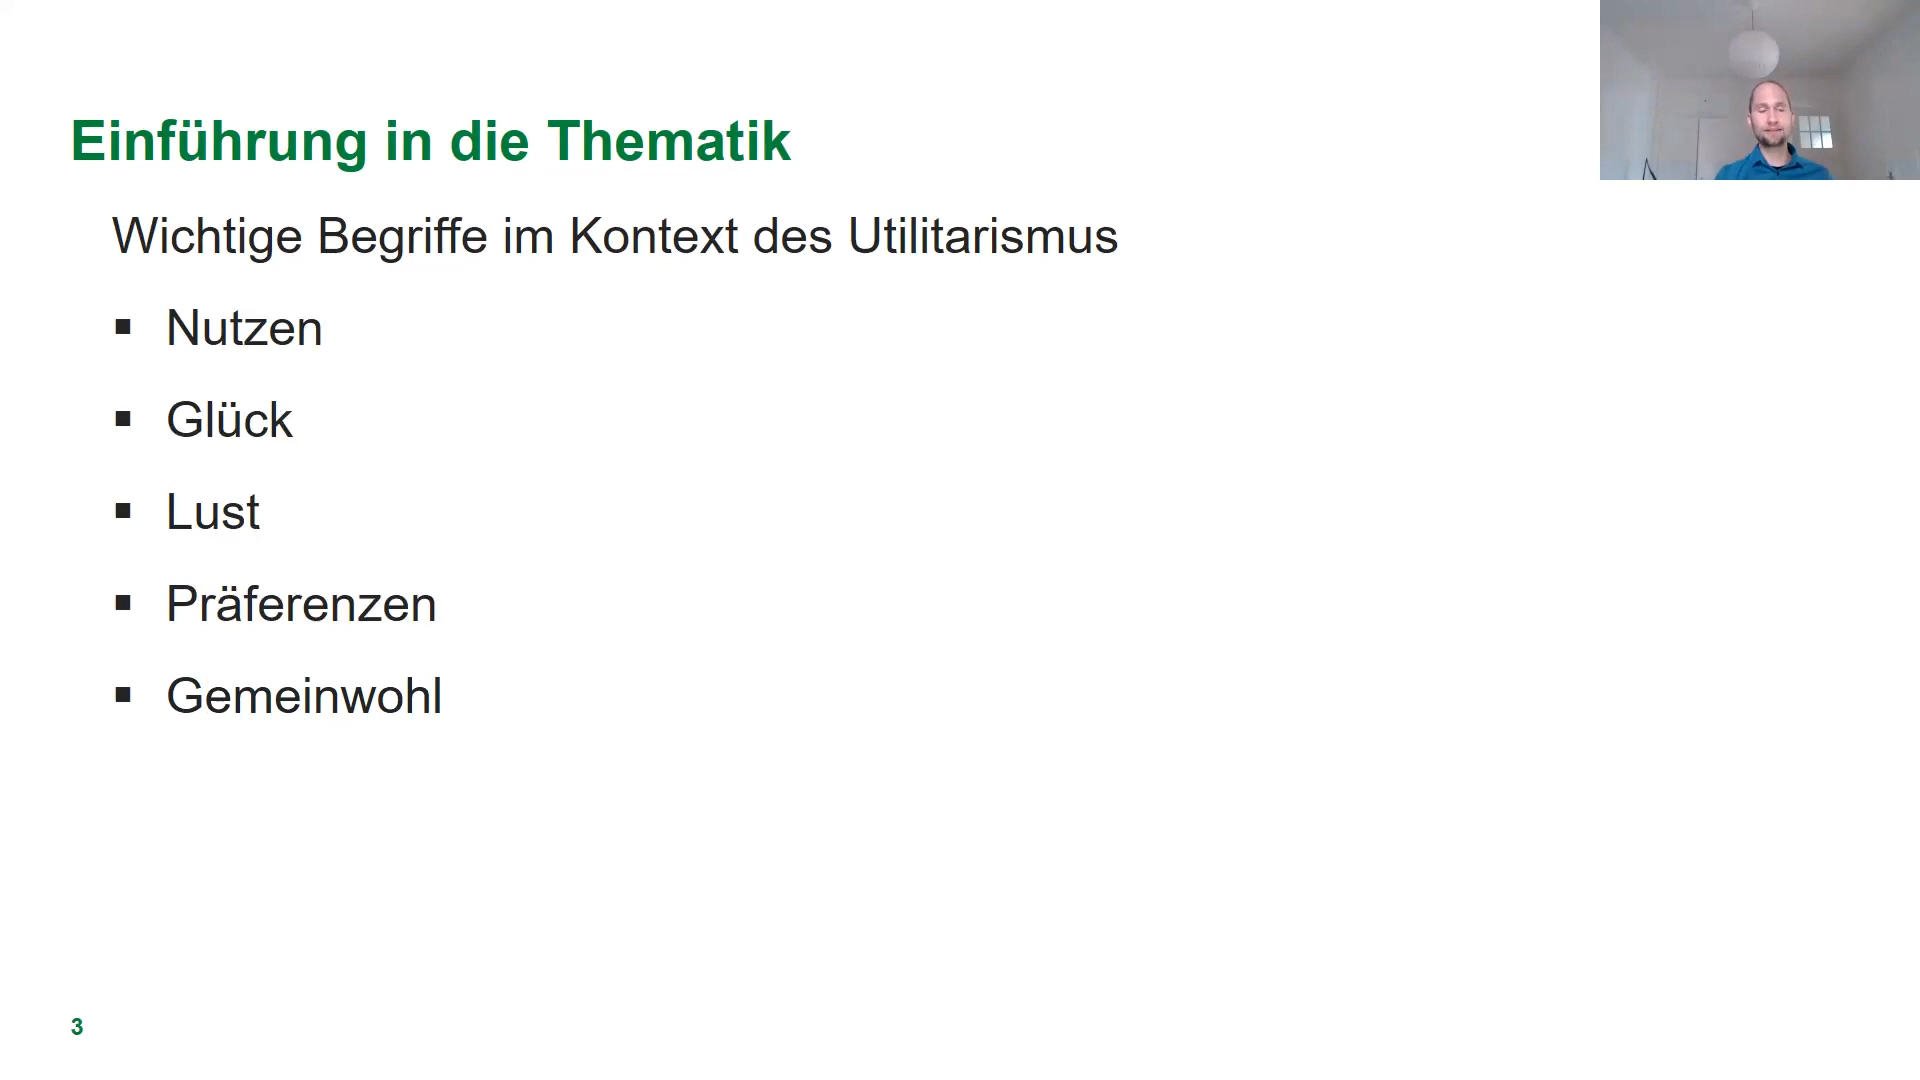 Einführung in die Thematik
Wichtige Begriffe im Kontext des Utilitarismus
▪ Nutzen
▪ Glück
▪ Lust
▪ Präferenzen
▪ Gemeinwohl
3